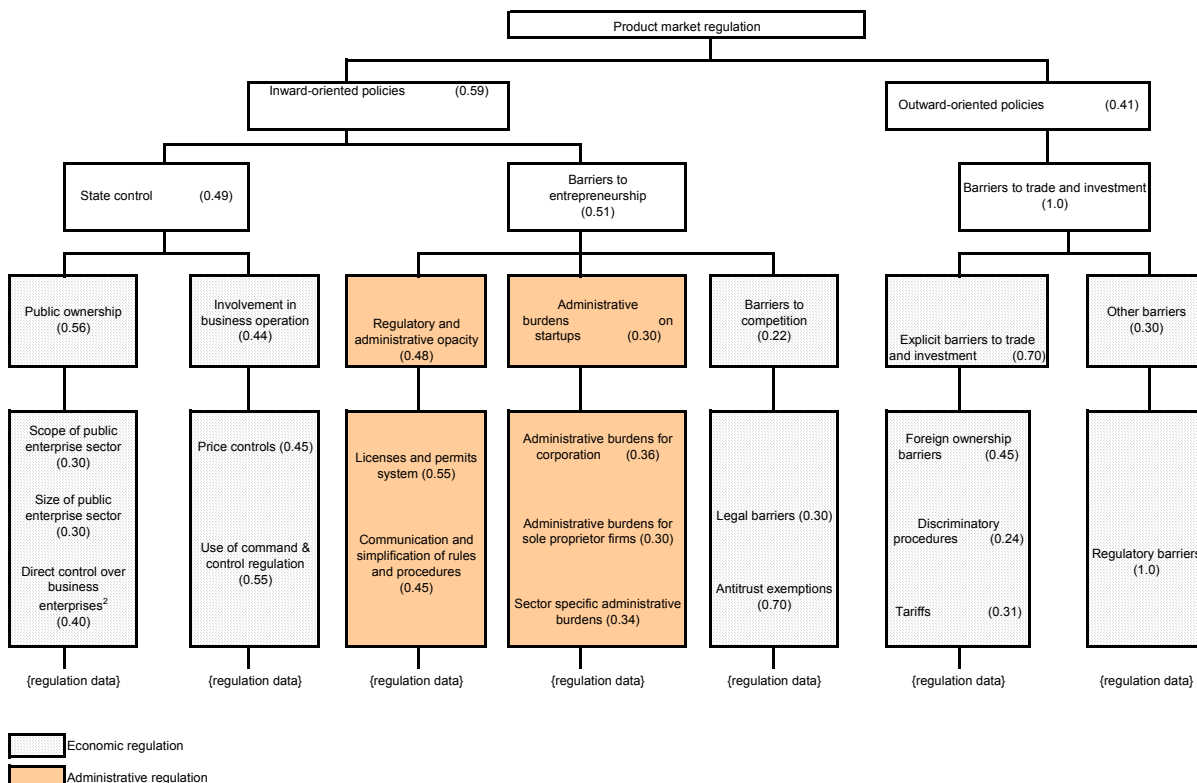 Product market regulation
Inward-oriented policies (0.59)
Outward-oriented policies (0.41)
State control (0.49)
Barriers to
entrepreneurship
(0.51)
Barriers to trade and investment
(1.0)
Public ownership
(0.56)
Involvement in
business operation
(0.44)
Regulatory and
administrative opacity
(0.48)
Administrative
burdens on
startups (0.30)
Barriers to
competition
(0.22)
Explicit barriers to trade
and investment (0.70)
Other barriers
(0.30)
Scope of public
enterprise sector
(0.30)
Size of public
enterprise sector
(0.30)
Direct control over
business
enterprises²
(0.40)
Price controls (0.45)
Use of command &
control regulation
(0.55)
Licenses and permits
system (0.55)
Communication and
simplification of rules
and procedures
(0.45)
Administrative burdens for
corporation (0.36)
Administrative burdens for
sole proprietor firms (0.30)
Sector specific administrative
burdens (0.34)
Legal barriers (0.30)
Antitrust exemptions
(0.70)
Foreign ownership
barriers (0.45)
Discriminatory
procedures (0.24)
Tariffs (0.31)
Regulatory barriers
(1.0)
{regulation data}
{regulation data}
{regulation data}
{regulation data}
{regulation data}
{regulation data}
{regulation data}
Economic regulation
Administrative regulation